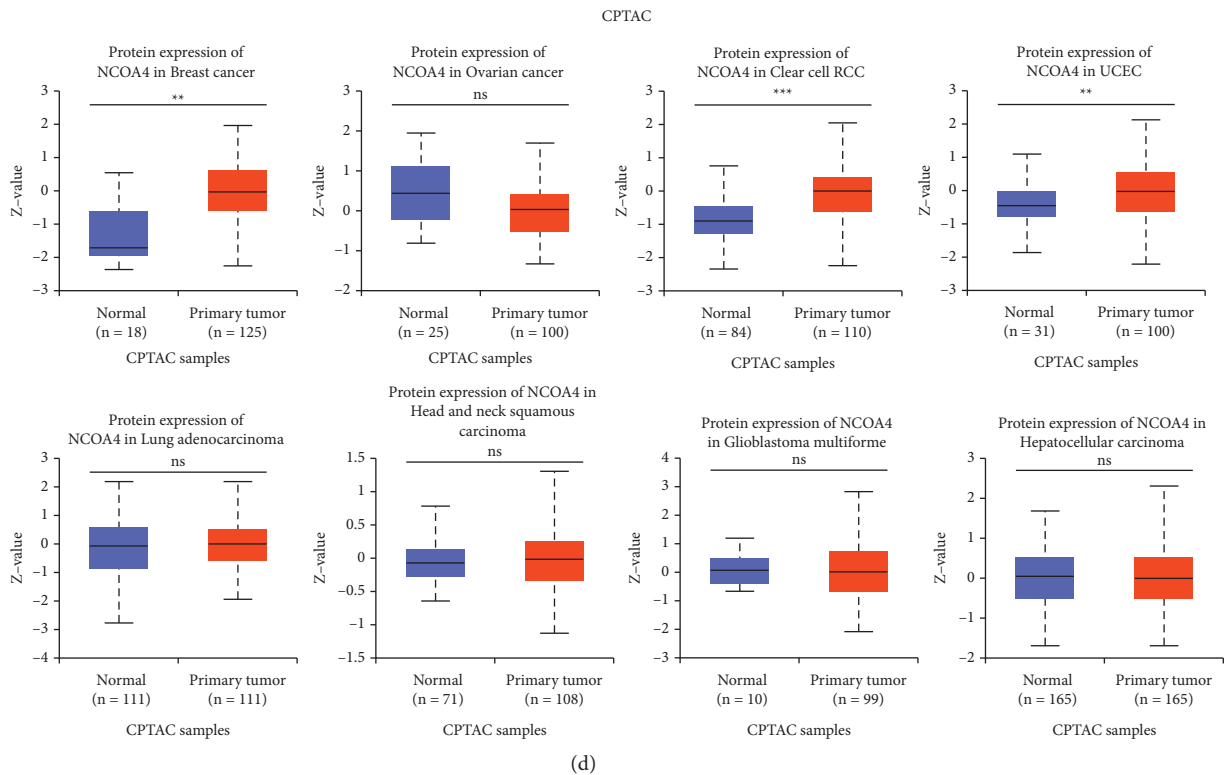 CPTAC
Protein expression of
NCOA4 in Breast cancer
**
3
2
1
0
−1
−2
−3
Z−value
Normal
(n = 18)
Primary tumor
(n = 125)
CPTAC samples
Protein expression of
NCOA4 in Ovarian cancer
ns
3
2
1
0
−1
−2
Z−value
Normal
(n = 25)
Primary tumor
(n = 100)
CPTAC samples
Protein expression of
NCOA4 in Clear cell RCC
***
3
2
1
0
−1
−2
−3
Z−value
Normal
(n = 84)
Primary tumor
(n = 110)
CPTAC samples
Protein expression of
NCOA4 in UCEC
**
3
2
1
0
−1
−2
−3
Z−value
Normal
(n = 31)
Primary tumor
(n = 100)
CPTAC samples
Protein expression of
NCOA4 in Lung adenocarcinoma
ns
3
2
1
0
−1
−2
−3
−4
Z−value
Normal
(n = 111)
Primary tumor
(n = 111)
CPTAC samples
Protein expression of NCOA4 in
Head and neck squamous
carcinoma
ns
1.5
1
0.5
0
−0.5
−1
−1.5
Z−value
Normal
(n = 71)
Primary tumor
(n = 108)
CPTAC samples
Protein expression of NCOA4
in Glioblastoma multiforme
ns
4
3
2
1
0
−1
−2
−3
Z−value
Normal
(n = 10)
Primary tumor
(n = 99)
CPTAC samples
Protein expression of NCOA4 in
Hepatocellular carcinoma
ns
3
2
1
0
−1
−2
Z−value
Normal
(n = 165)
Primary tumor
(n = 165)
CPTAC samples
(d)